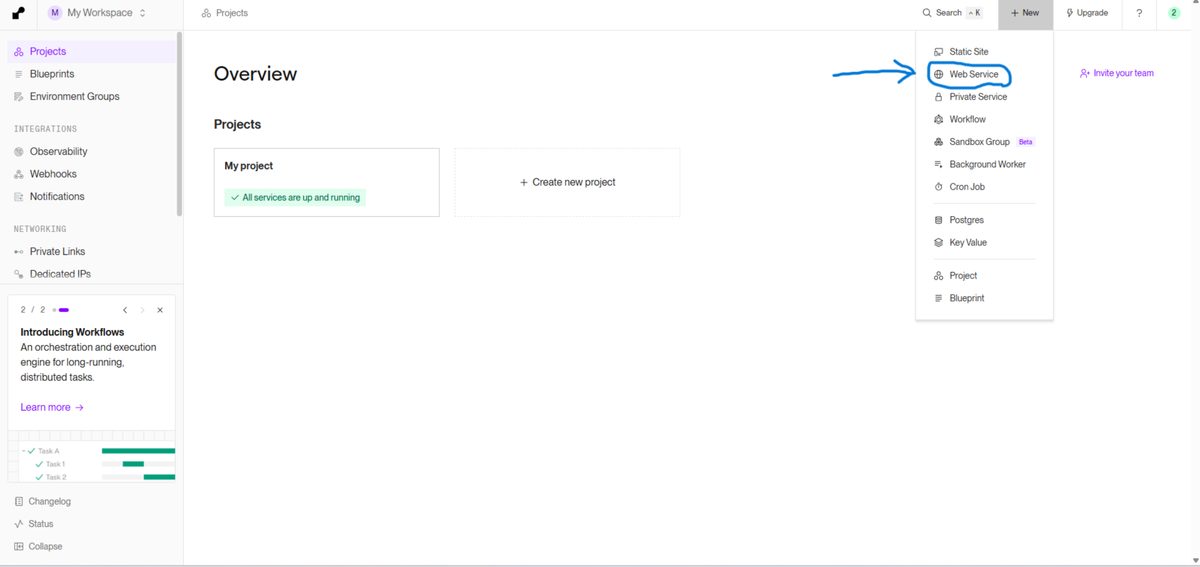 M My Workspace
Projects
Search ^ K
+ New
Upgrade
?
2
Projects
Blueprints
Environment Groups
INTEGRATIONS
Observability
Webhooks
Notifications
NETWORKING
Private Links
Dedicated IPs
2 / 2
Introducing Workflows
An orchestration and execution
engine for long-running,
distributed tasks.
Learn more →
Task A
Task 1
Task 2
Changelog
Status
Collapse
Overview
Projects
My project
All services are up and running
+ Create new project
Static Site
Web Service
Private Service
Workflow
Sandbox Group Beta
Background Worker
Cron Job
Postgres
Key Value
Project
Blueprint
Invite your team